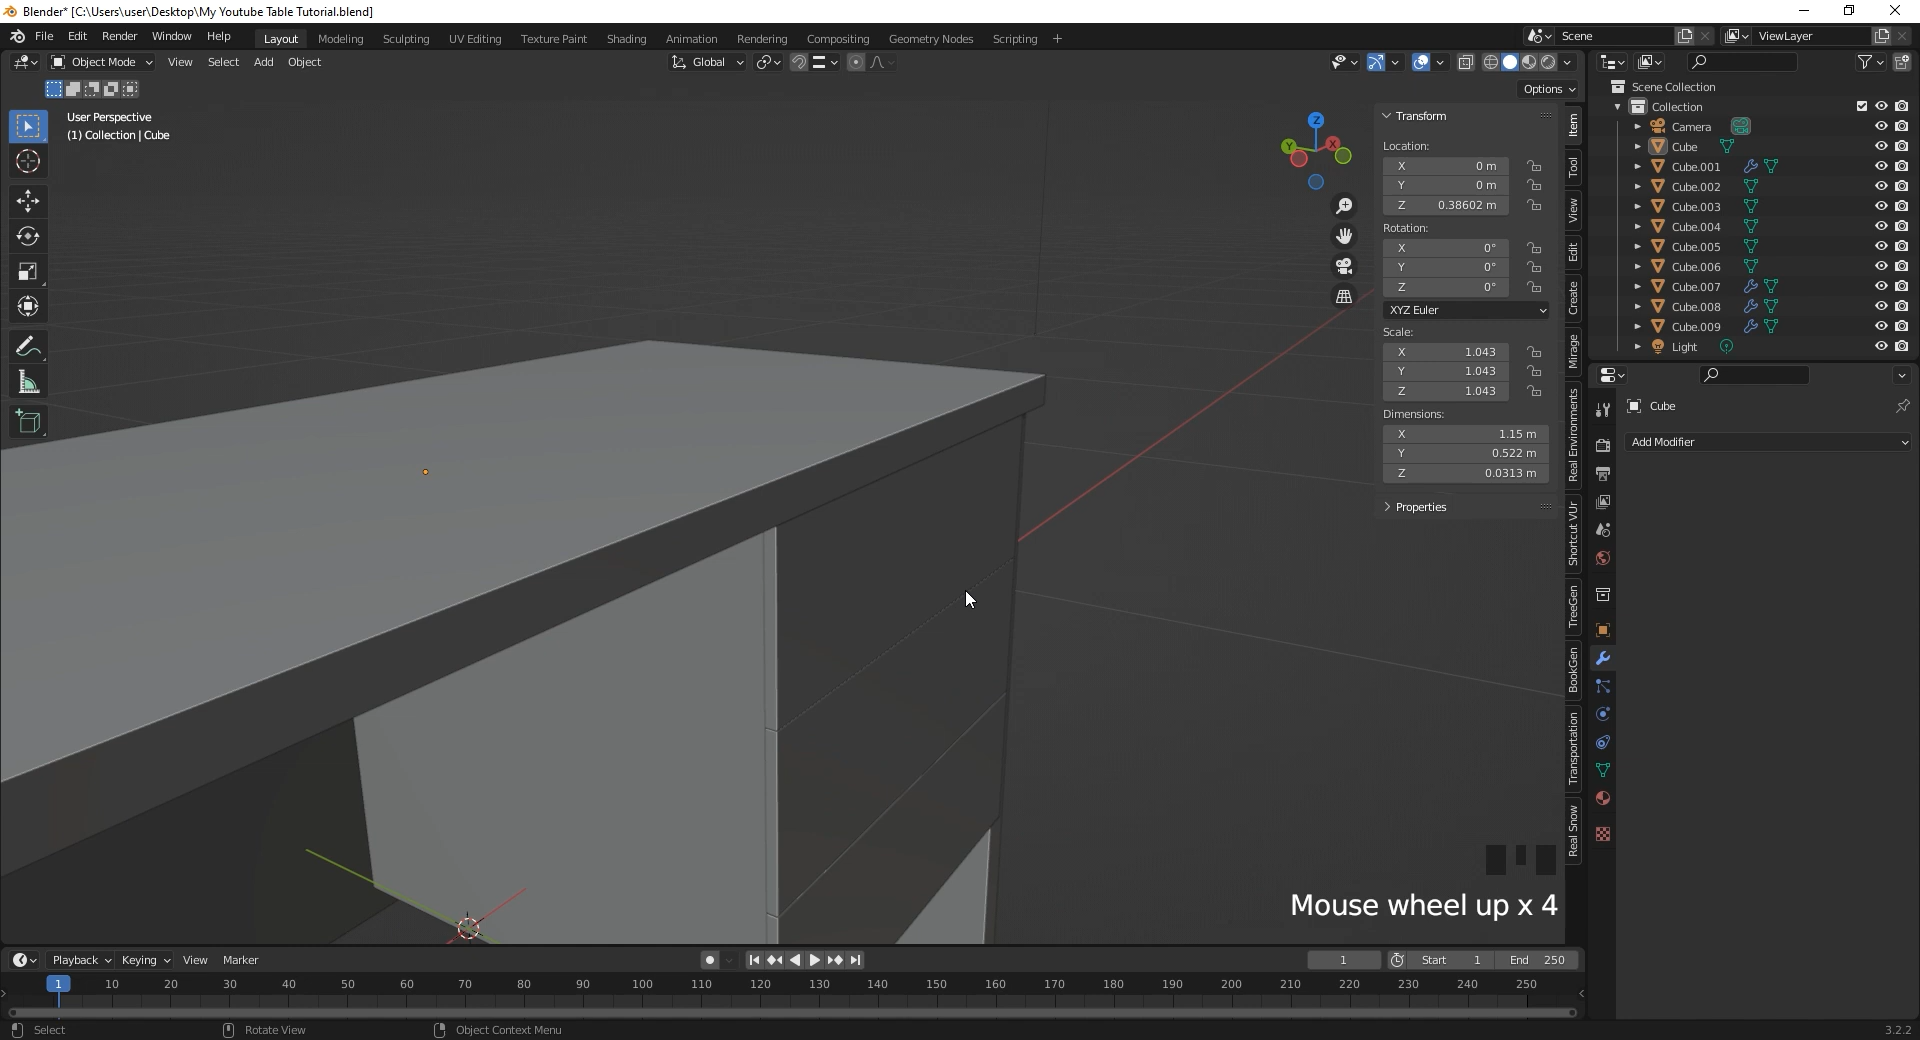 Blender* [C:\Users\user\Desktop\My Youtube Table Tutorial.blend]
File Edit Render Window Help Layout Modeling Sculpting UV Editing Texture Paint Shading Animation Rendering Compositing Geometry Nodes Scripting + Scene ViewLayer
Object Mode View Select Add Object Global
Options
User Perspective
(1) Collection | Cube
Z
Y
X
Transform
Location:
X 0 m
Y 0 m
Z 0.38602 m
Rotation:
X 0°
Y 0°
Z 0°
XYZ Euler
Scale:
X 1.043
Y 1.043
Z 1.043
Dimensions:
X 1.15 m
Y 0.522 m
Z 0.0313 m
Properties
Item
Tool
View
Edit
Create
Mirage
Real Environments
Shortcut VUr
TreeGen
BookGen
Transportation
Real Snow
Scene Collection
Collection
Camera
Cube
Cube.001
Cube.002
Cube.003
Cube.004
Cube.005
Cube.006
Cube.007
Cube.008
Cube.009
Light
Cube
Add Modifier
Mouse wheel up x 4
Playback Keying View Marker 1 Start 1 End 250
1 10 20 30 40 50 60 70 80 90 100 110 120 130 140 150 160 170 180 190 200 210 220 230 240 250
Select Rotate View Object Context Menu 3.2.2